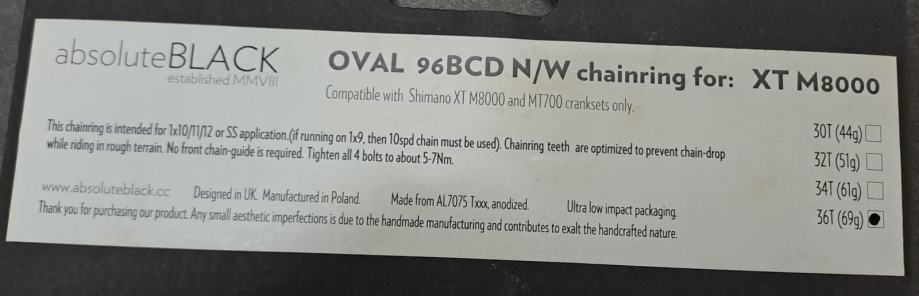 absoluteBLACK
established MMVIII
OVAL 96BCD N/W chainring for: XT M8000
Compatible with Shimano XT M8000 and MT700 cranksets only.
This chainring is intended for 1x10/11/12 or SS application.(if running on 1x9, then 10spd chain must be used). Chainring teeth are optimized to prevent chain-drop
while riding in rough terrain. No front chain-guide is required. Tighten all 4 bolts to about 5-7Nm.
www.absoluteblack.cc Designed in UK. Manufactured in Poland. Made from AL7075 Txxx, anodized. Ultra low impact packaging.
Thank you for purchasing our product. Any small aesthetic imperfections is due to the handmade manufacturing and contributes to exalt the handcrafted nature.
30T (44g)
32T (51g)
34T (61g)
36T (69g)